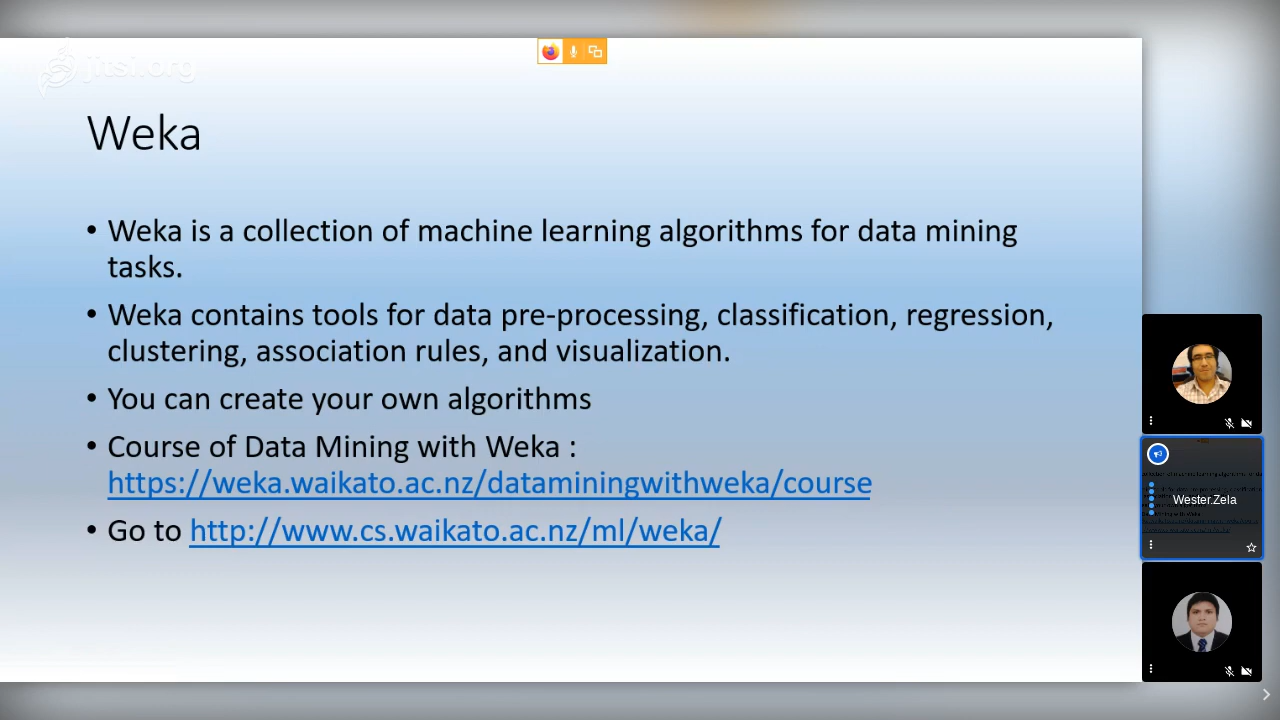 jitsi.org
Weka
• Weka is a collection of machine learning algorithms for data mining
tasks.
• Weka contains tools for data pre-processing, classification, regression,
clustering, association rules, and visualization.
• You can create your own algorithms
• Course of Data Mining with Weka :
https://weka.waikato.ac.nz/dataminingwithweka/course
• Go to http://www.cs.waikato.ac.nz/ml/weka/
Wester.Zela